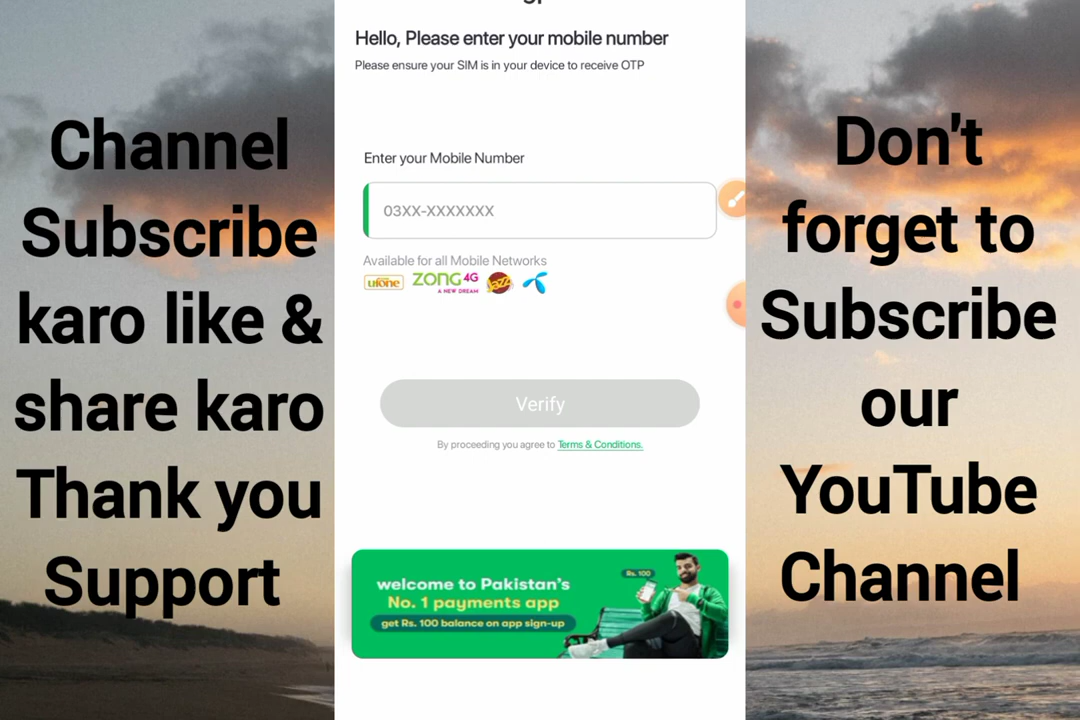 Channel
Subscribe
karo like &
share karo
Thank you
Support
Hello, Please enter your mobile number
Please ensure your SIM is in your device to receive OTP
Enter your Mobile Number
03XX-XXXXXXX
Available for all Mobile Networks
ufone ZONG 4G Jazz
A NEW DREAM
Verify
By proceeding you agree to Terms & Conditions.
Rs. 100
welcome to Pakistan's
No. 1 payments app
get Rs. 100 balance on app sign-up
Don't
forget to
Subscribe
our
YouTube
Channel